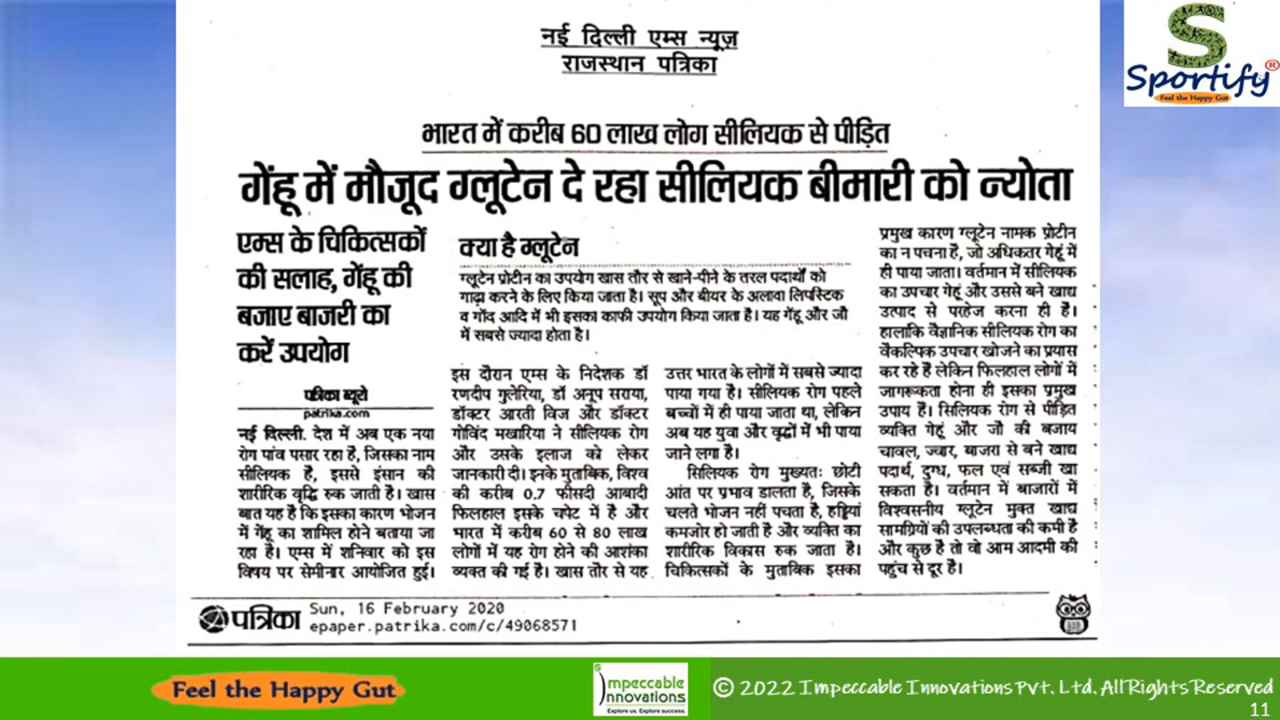 नई दिल्ली एम्स न्यूज़
राजस्थान पत्रिका
S
Sportify®
Feel the Happy Gut
भारत में करीब 60 लाख लोग सीलियक से पीड़ित
गेंहू में मौजूद ग्लूटेन दे रहा सीलियक बीमारी को न्योता
एम्स के चिकित्सकों
की सलाह, गेंहू की
बजाए बाजरी का
करें उपयोग
पत्रिका ब्यूरो
patrika.com
नई दिल्ली. देश में अब एक नया
रोग पांव पसार रहा है, जिसका नाम
सीलियक है, इससे इंसान की
शारीरिक वृद्धि रुक जाती है। खास
बात यह है कि इसका कारण भोजन
में गेंहू का शामिल होने बताया जा
रहा है। एम्स में शनिवार को इस
विषय पर सेमीनार आयोजित हुई।
क्या है ग्लूटेन
ग्लूटेन प्रोटीन का उपयोग खास तौर से खाने-पीने के तरल पदार्थों को
गाढ़ा करने के लिए किया जाता है। सूप और बीयर के अलावा लिपस्टिक
व गोंद आदि में भी इसका काफी उपयोग किया जाता है। यह गेंहू और जौ
में सबसे ज्यादा होता है।
इस दौरान एम्स के निदेशक डॉ
रणदीप गुलेरिया, डॉ अनूप सराया,
डॉक्टर आरती विज और डॉक्टर
गोविंद मखारिया ने सीलियक रोग
और उसके इलाज को लेकर
जानकारी दी। इनके मुताबिक, विश्व
की करीब 0.7 फीसदी आबादी
फिलहाल इसके चपेट में है और
भारत में करीब 60 से 80 लाख
लोगों में यह रोग होने की आशंका
व्यक्त की गई है। खास तौर से यह
उत्तर भारत के लोगों में सबसे ज्यादा
पाया गया है। सीलियक रोग पहले
बच्चों में ही पाया जाता था, लेकिन
अब यह युवा और वृद्धों में भी पाया
जाने लगा है।
सिलियक रोग मुख्यतः छोटी
आंत पर प्रभाव डालता है, जिसके
चलते भोजन नहीं पचता है, हड्डियां
कमजोर हो जाती है और व्यक्ति का
शारीरिक विकास रुक जाता है।
चिकित्सकों के मुताबिक इसका
प्रमुख कारण ग्लूटेन नामक प्रोटीन
का न पचना है, जो अधिकतर गेहूं में
ही पाया जाता। वर्तमान में सीलियक
का उपचार गेहूं और उससे बने खाद्य
उत्पाद से परहेज करना ही है।
हालांकि वैज्ञानिक सीलियक रोग का
वैकल्पिक उपचार खोजने का प्रयास
कर रहे हैं लेकिन फिलहाल लोगों में
जागरूकता होना ही इसका प्रमुख
उपाय है। सिलियक रोग से पीड़ित
व्यक्ति गेहूं और जौ की बजाय
चावल, ज्वार, बाजरा से बने खाद्य
पदार्थ, दुग्ध, फल एवं सब्जी खा
सकता है। वर्तमान में बाजारों में
विश्वसनीय ग्लूटेन मुक्त खाद्य
सामग्रियों की उपलब्धता की कमी है
और कुछ है तो वो आम आदमी की
पहुंच से दूर है।
पत्रिका
Sun, 16 February 2020
epaper.patrika.com/c/49068571
Feel the Happy Gut
Impeccable
Innovations
Explore us. Explore success.
© 2022 Impeccable Innovations Pvt. Ltd. All Rights Reserved
11